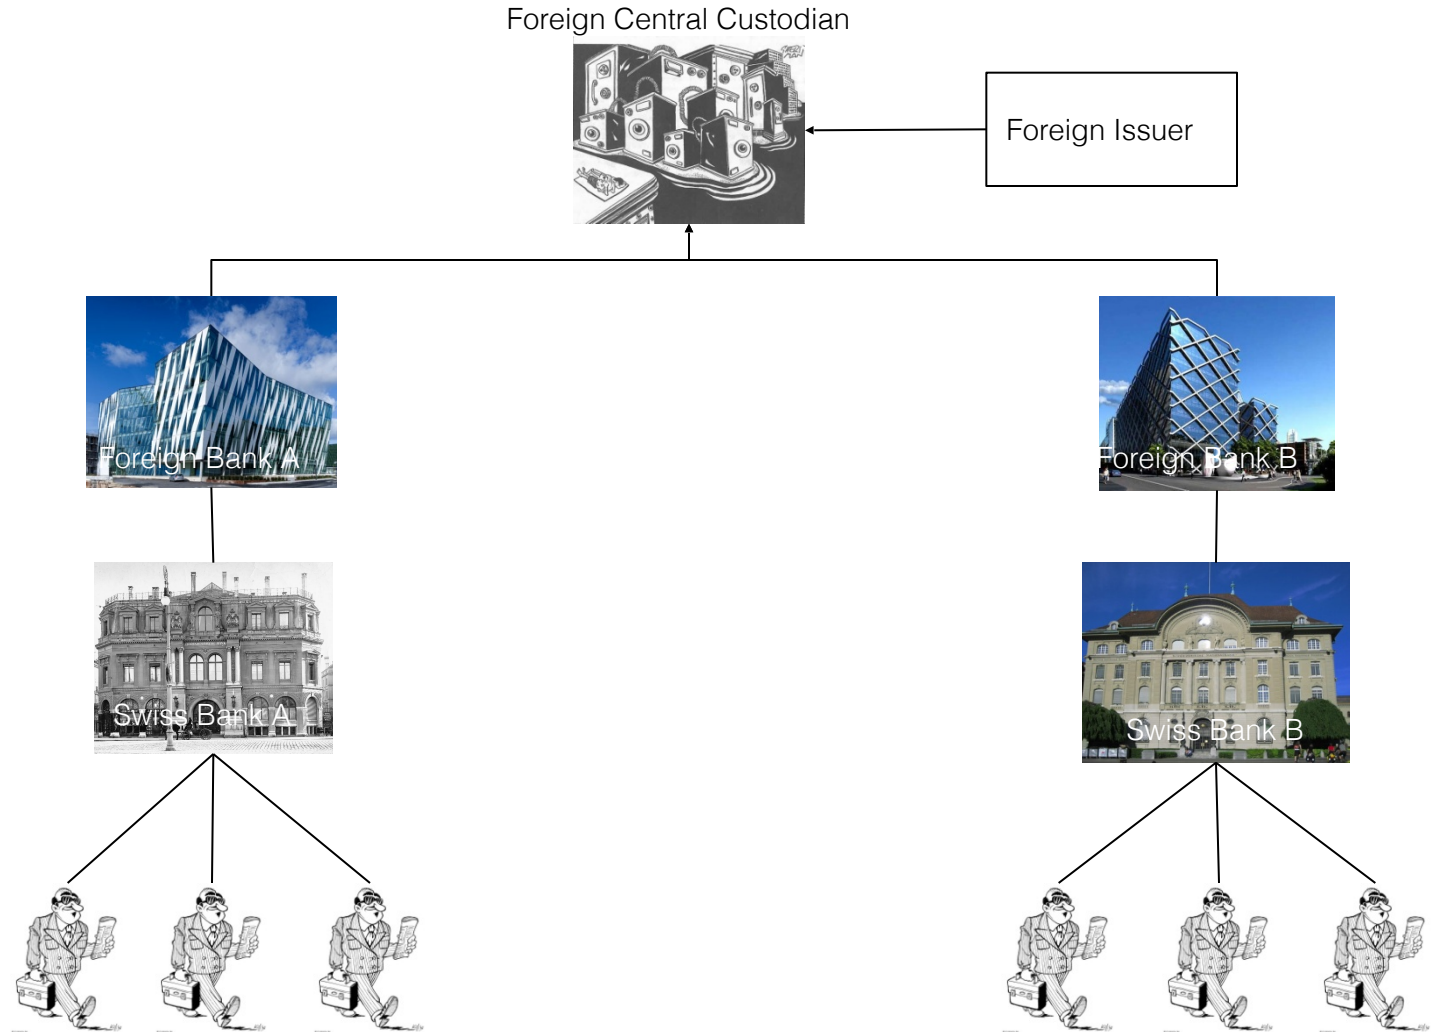 Foreign Central Custodian
Foreign Issuer
Foreign Bank A
Foreign Bank B
Swiss Bank A
Swiss Bank B